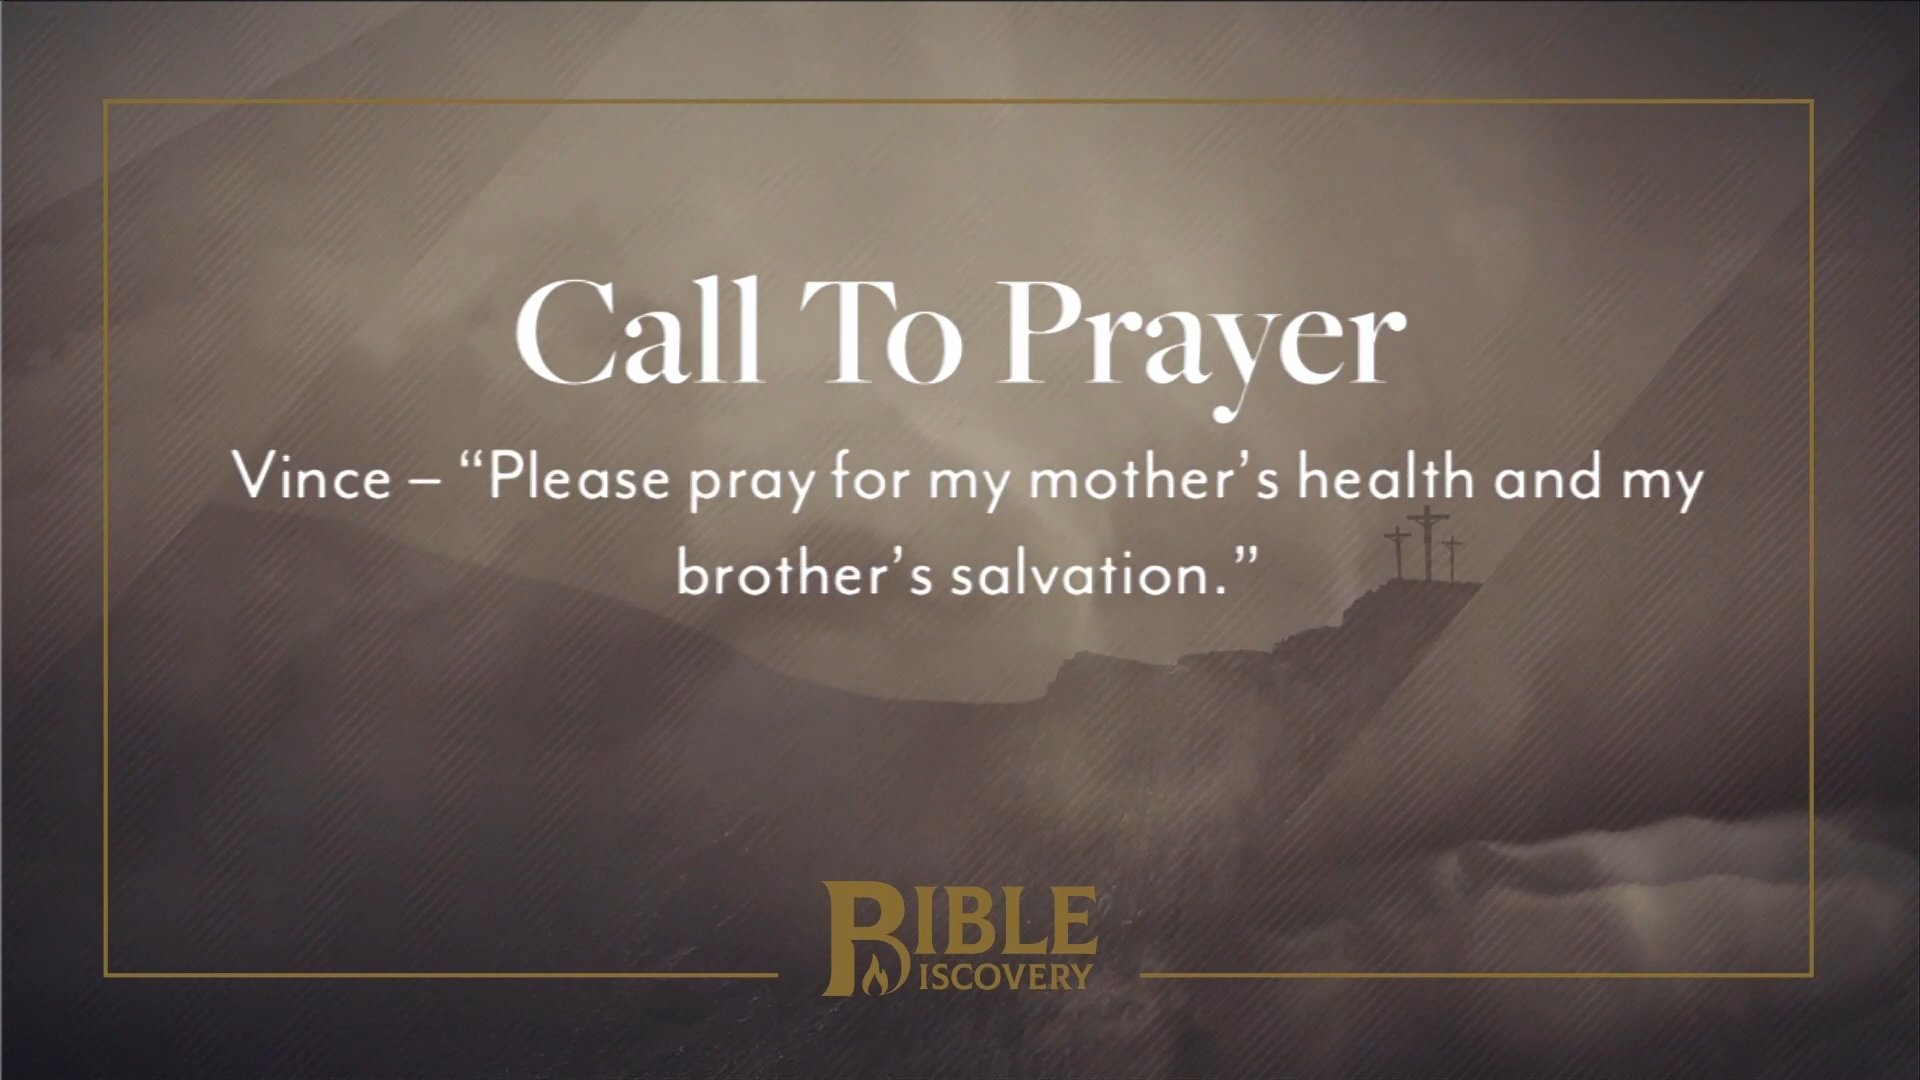 Call To Prayer
Vince – “Please pray for my mother’s health and my
brother’s salvation.”
BIBLE
DISCOVERY